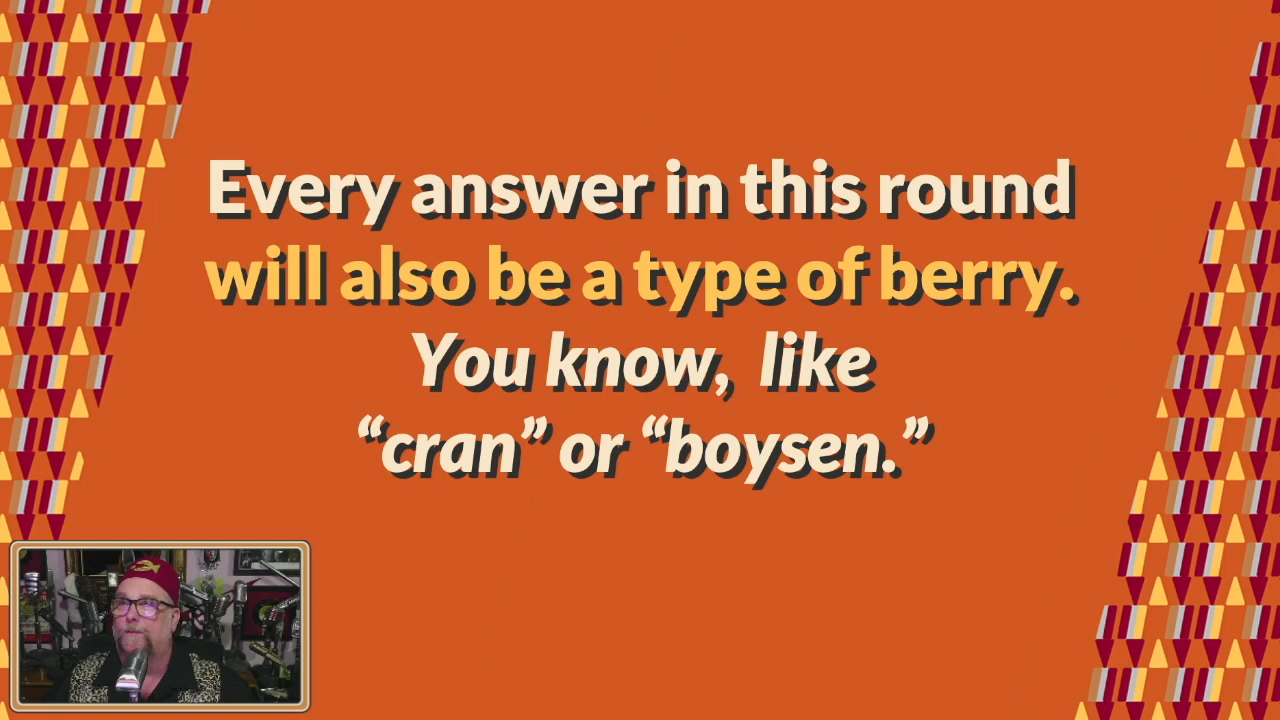 Every answer in this round
will also be a type of berry.
You know, like
“cran” or “boysen.”